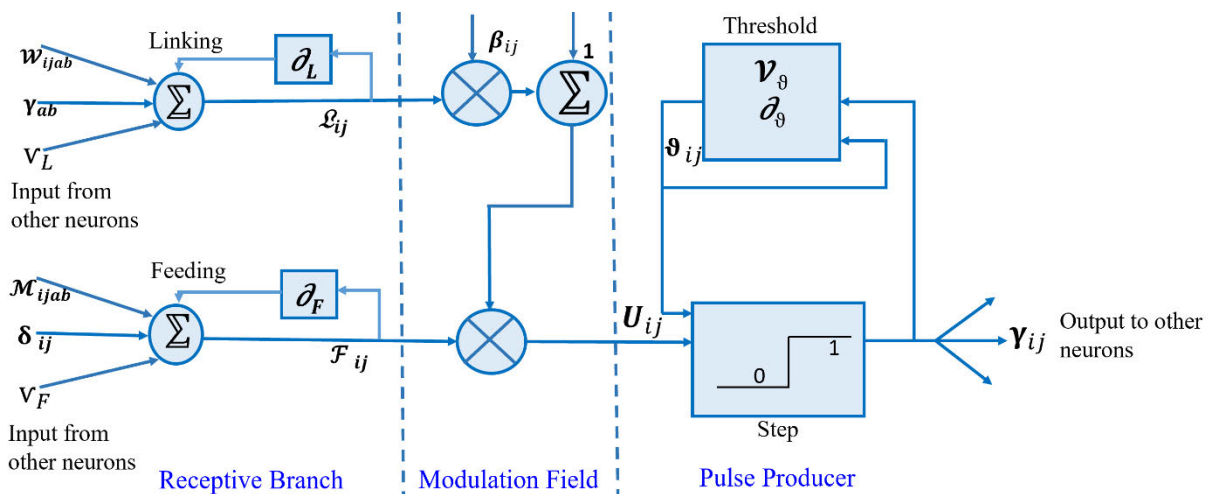 Linking
𝒲ijab
γab
VL
Input from
other neurons
Σ
∂L
ℒij
βij
1
Σ
Threshold
𝒱ϑ
∂ϑ
ϑij
Feeding
ℳijab
δij
VF
Input from
other neurons
Σ
∂F
ℱij
Uij
0
1
Step
γij
Output to other
neurons
Receptive Branch
Modulation Field
Pulse Producer